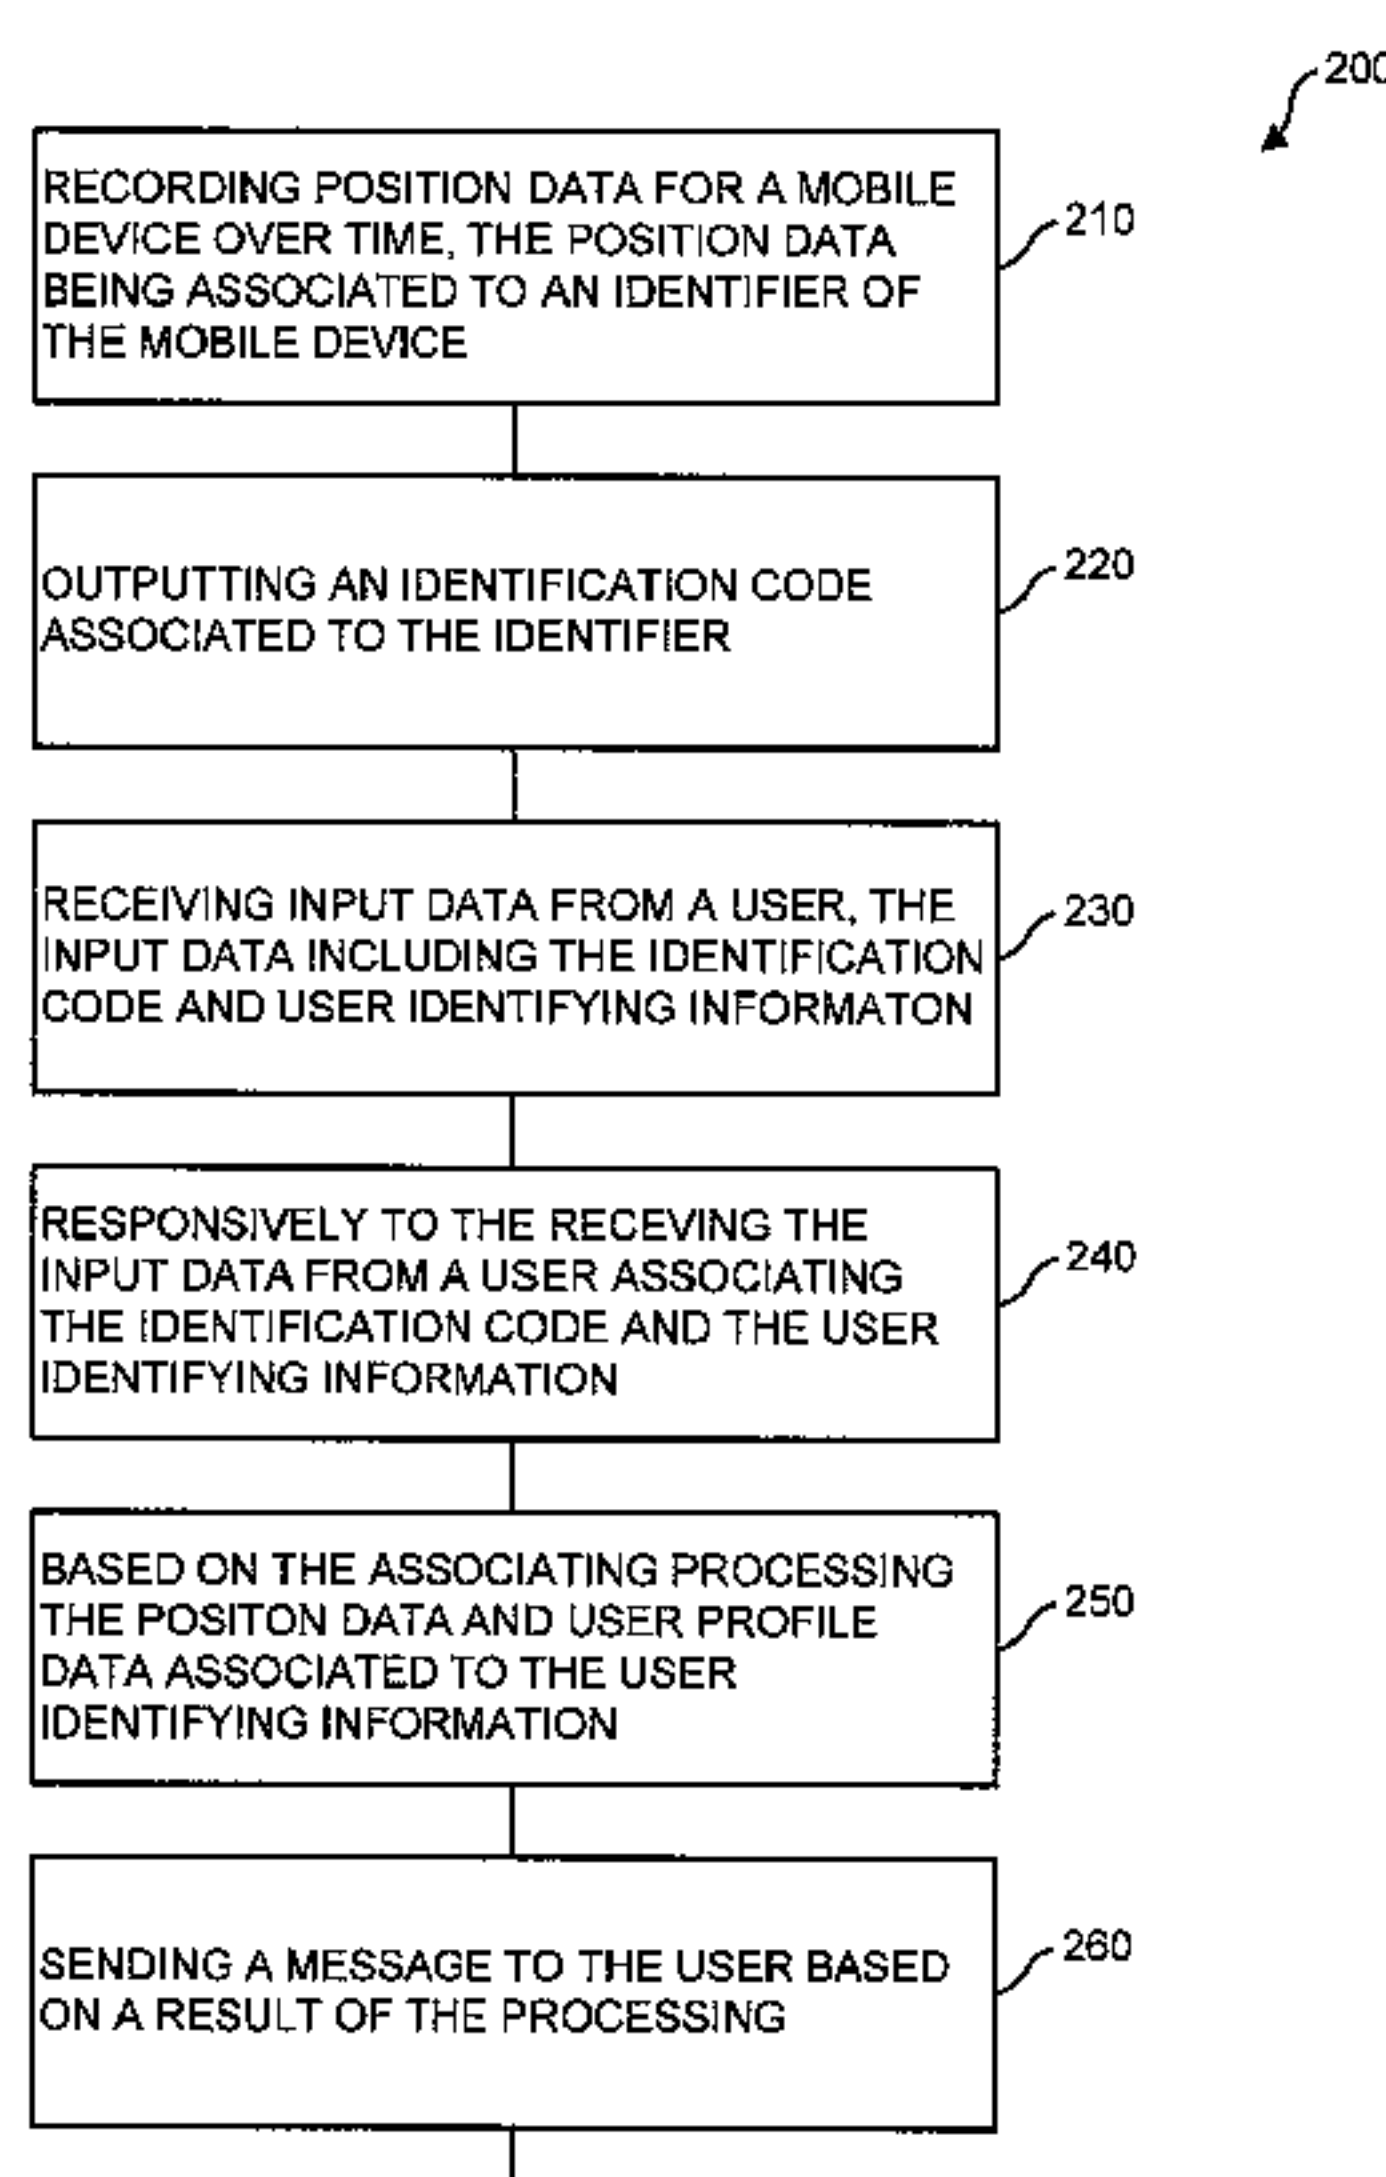 200
RECORDING POSITION DATA FOR A MOBILE
DEVICE OVER TIME, THE POSITION DATA
BEING ASSOCIATED TO AN IDENTIFIER OF
THE MOBILE DEVICE
210
OUTPUTTING AN IDENTIFICATION CODE
ASSOCIATED TO THE IDENTIFIER
220
RECEIVING INPUT DATA FROM A USER, THE
INPUT DATA INCLUDING THE IDENTIFICATION
CODE AND USER IDENTIFYING INFORMATON
230
RESPONSIVELY TO THE RECEVING THE
INPUT DATA FROM A USER ASSOCIATING
THE IDENTIFICATION CODE AND THE USER
IDENTIFYING INFORMATION
240
BASED ON THE ASSOCIATING PROCESSING
THE POSITON DATA AND USER PROFILE
DATA ASSOCIATED TO THE USER
IDENTIFYING INFORMATION
250
SENDING A MESSAGE TO THE USER BASED
ON A RESULT OF THE PROCESSING
260